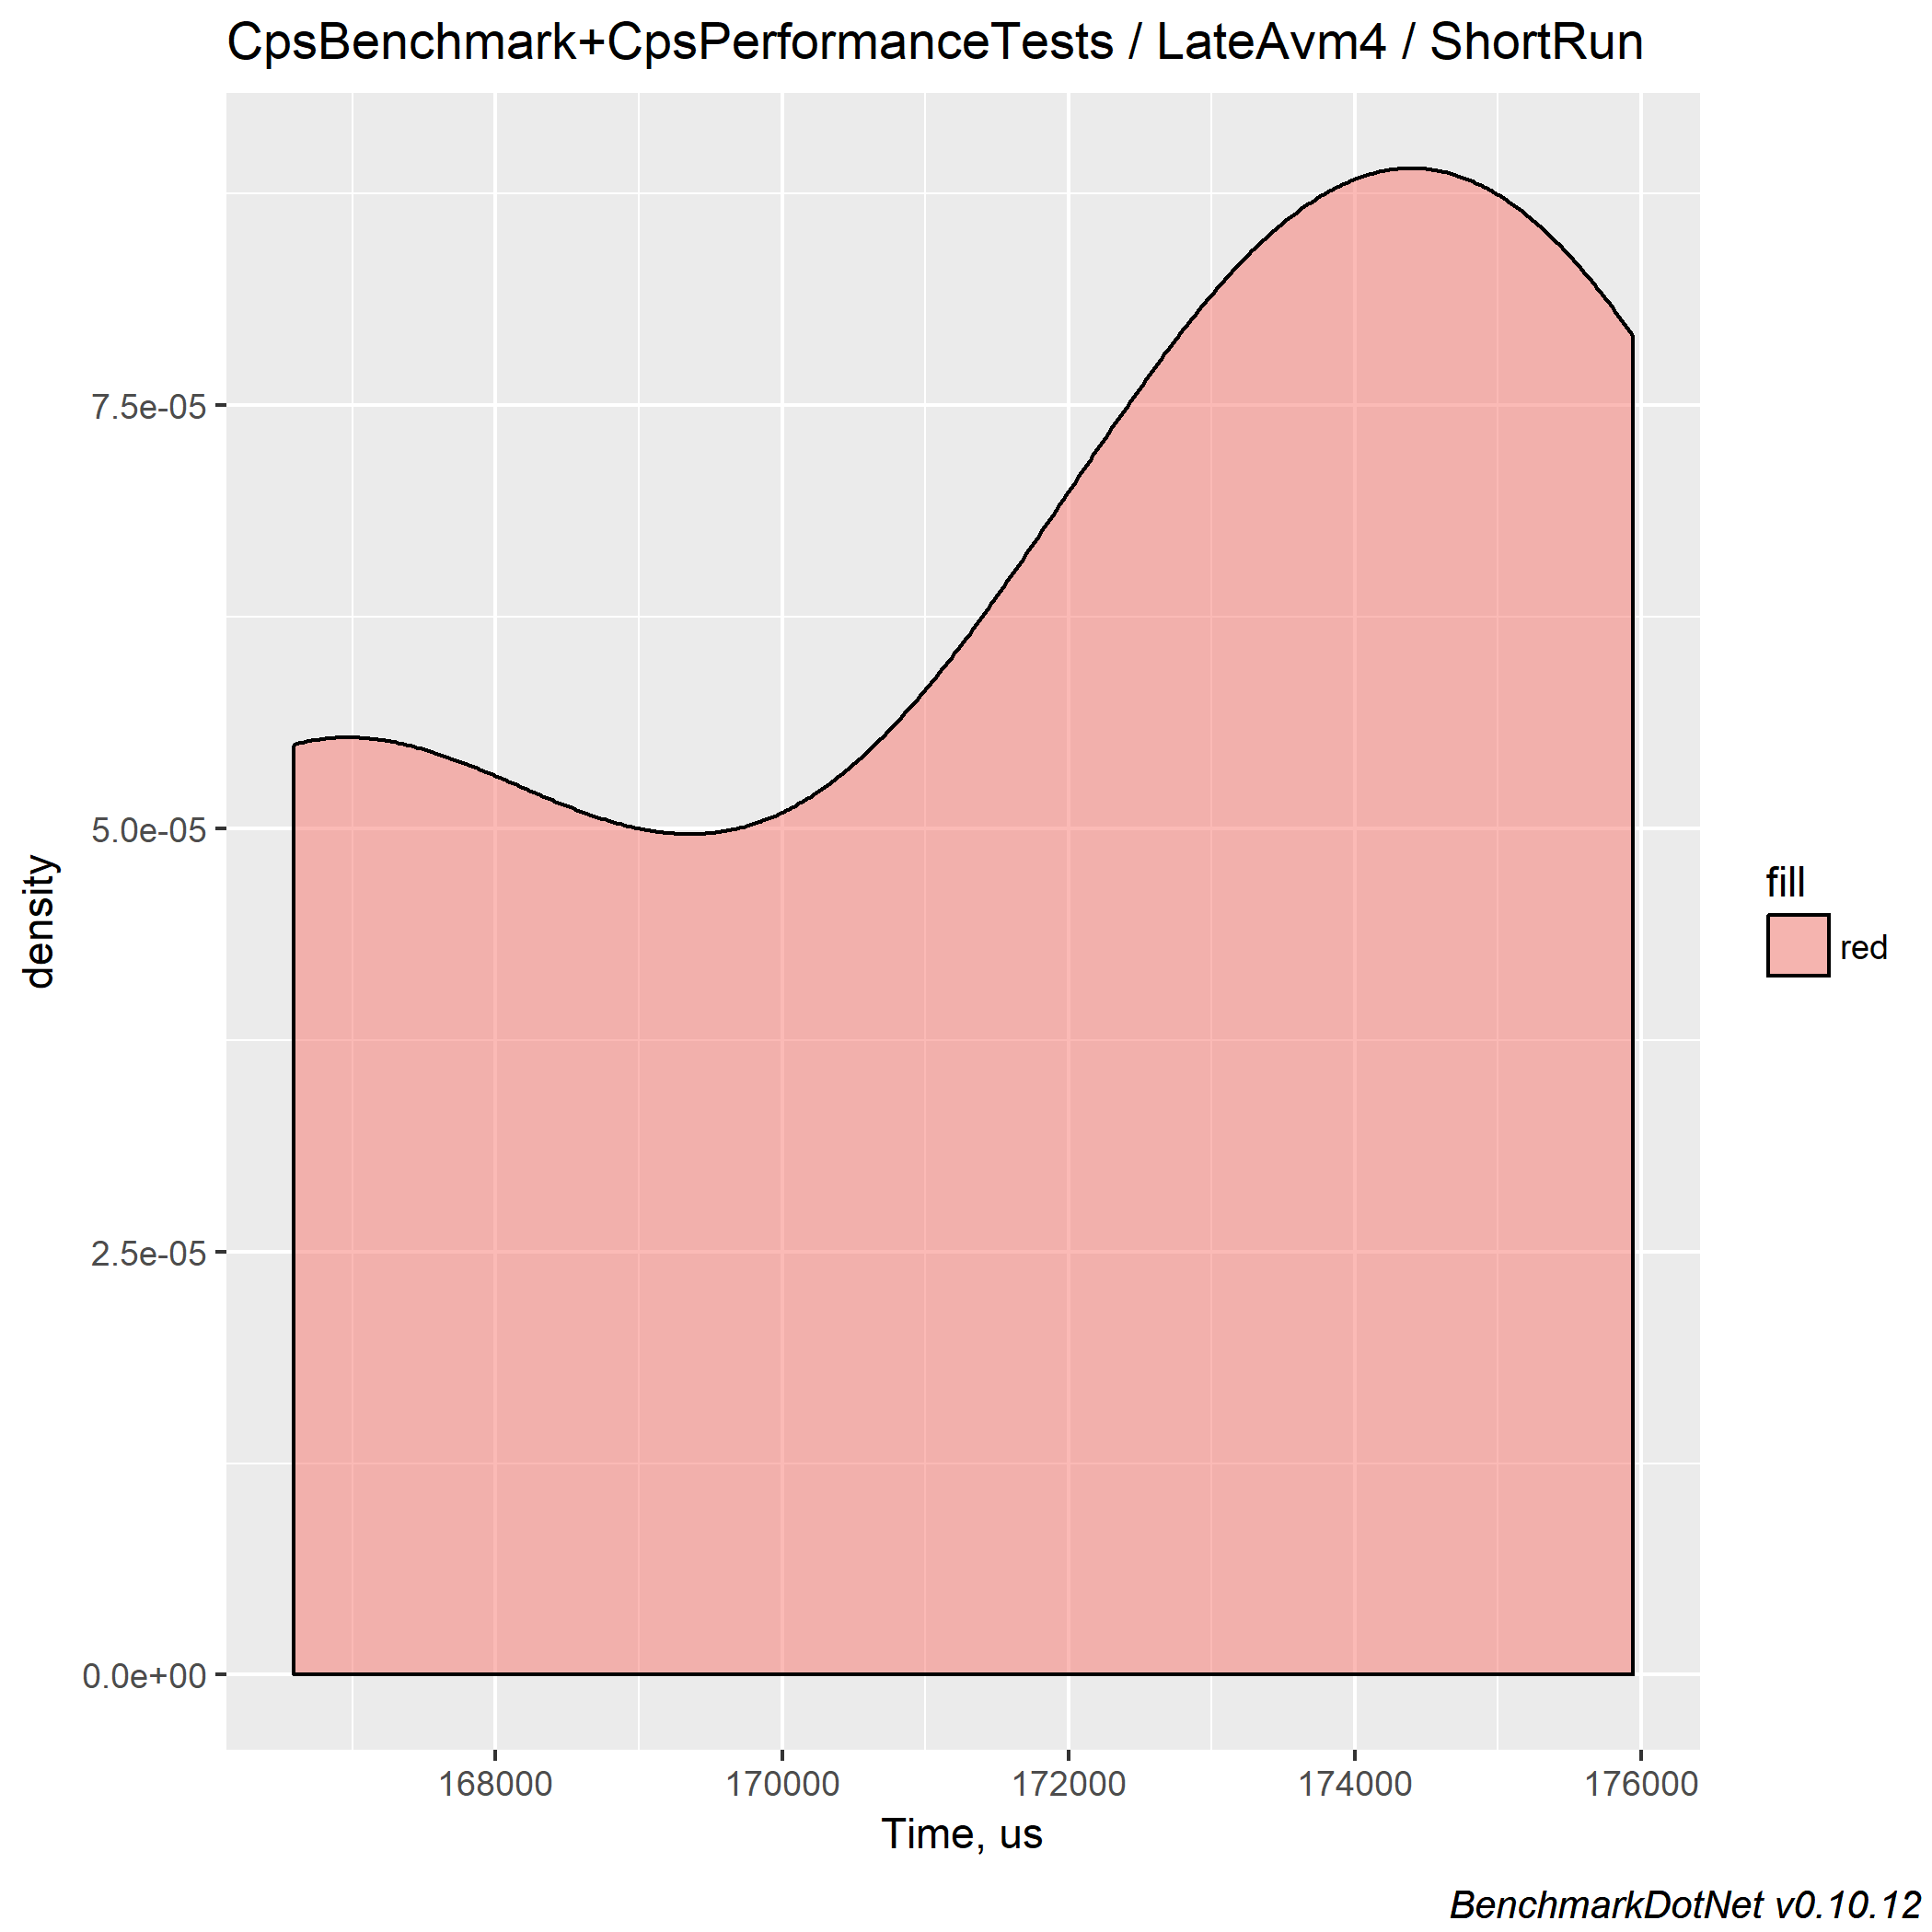 CpsBenchmark+CpsPerformanceTests / LateAvm4 / ShortRun
7.5e-05
5.0e-05
2.5e-05
0.0e+00
density
168000 170000 172000 174000 176000
Time, us
fill
red
BenchmarkDotNet v0.10.12